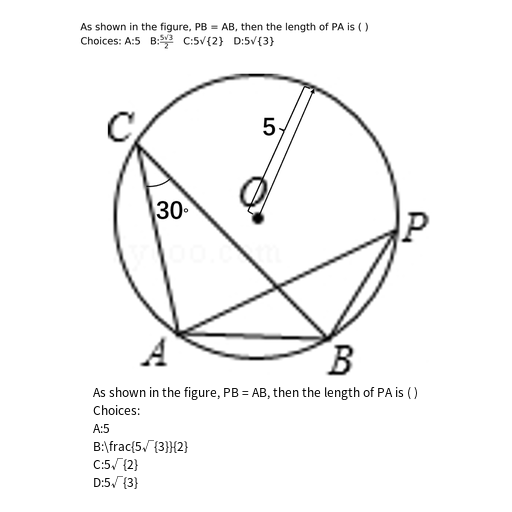 As shown in the figure, PB = AB, then the length of PA is ( )
Choices: A:5 B:\frac{5√3}{2} C:5√{2} D:5√{3}
C
5
O
30°
P
A
B
As shown in the figure, PB = AB, then the length of PA is ( )
Choices:
A:5
B:\frac{5√{3}}{2}
C:5√{2}
D:5√{3}